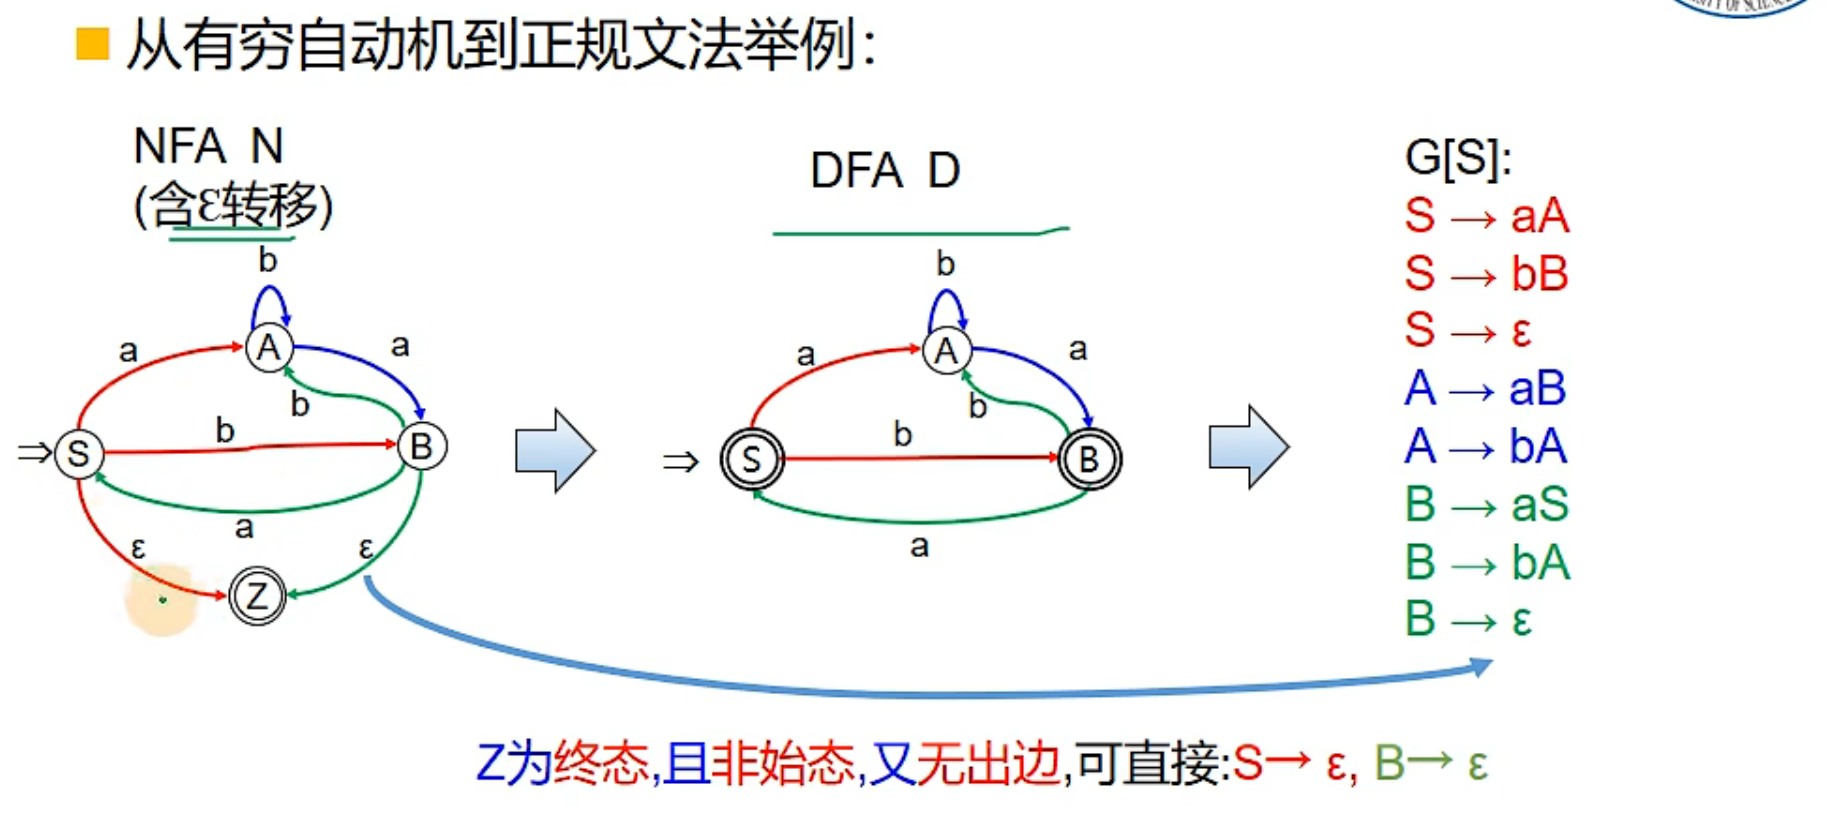 从有穷自动机到正规文法举例：
NFA N
(含ε转移)
b
A
a
a
b
b
S
B
⇒
a
ε
ε
Z
DFA D
b
A
a
a
b
b
⇒
S
B
a
G[S]:
S → aA
S → bB
S → ε
A → aB
A → bA
B → aS
B → bA
B → ε
Z为终态,且非始态,又无出边,可直接:S→ ε, B→ ε